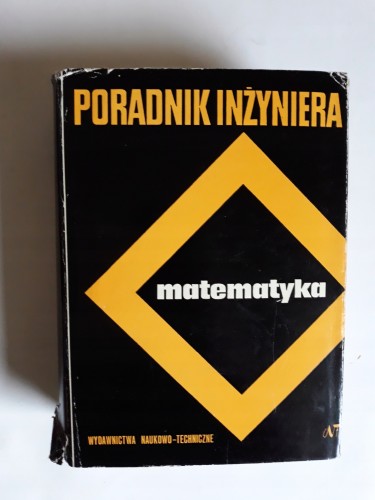 PORADNIK INŻYNIERA
matematyka
WYDAWNICTWA NAUKOWO-TECHNICZNE